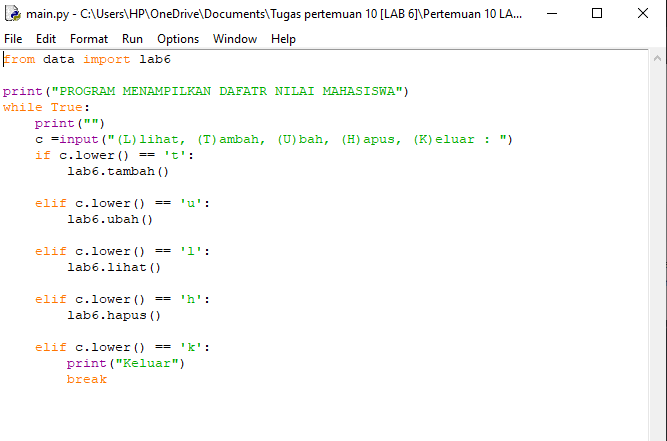 main.py - C:\Users\HP\OneDrive\Documents\Tugas pertemuan 10 [LAB 6]\Pertemuan 10 LA...
File Edit Format Run Options Window Help
from data import lab6
print("PROGRAM MENAMPILKAN DAFATR NILAI MAHASISWA")
while True:
    print("")
    c =input("(L)lihat, (T)ambah, (U)bah, (H)apus, (K)eluar : ")
    if c.lower() == 't':
        lab6.tambah()
    elif c.lower() == 'u':
        lab6.ubah()
    elif c.lower() == 'l':
        lab6.lihat()
    elif c.lower() == 'h':
        lab6.hapus()
    elif c.lower() == 'k':
        print("Keluar")
        break